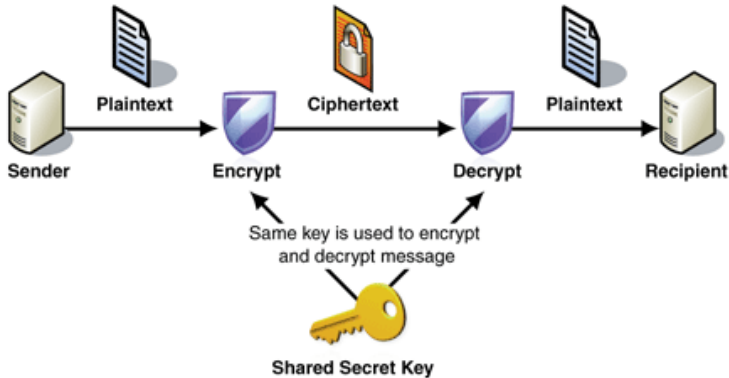 Plaintext
Ciphertext
Plaintext
Sender
Encrypt
Decrypt
Recipient
Same key is used to encrypt
and decrypt message
Shared Secret Key